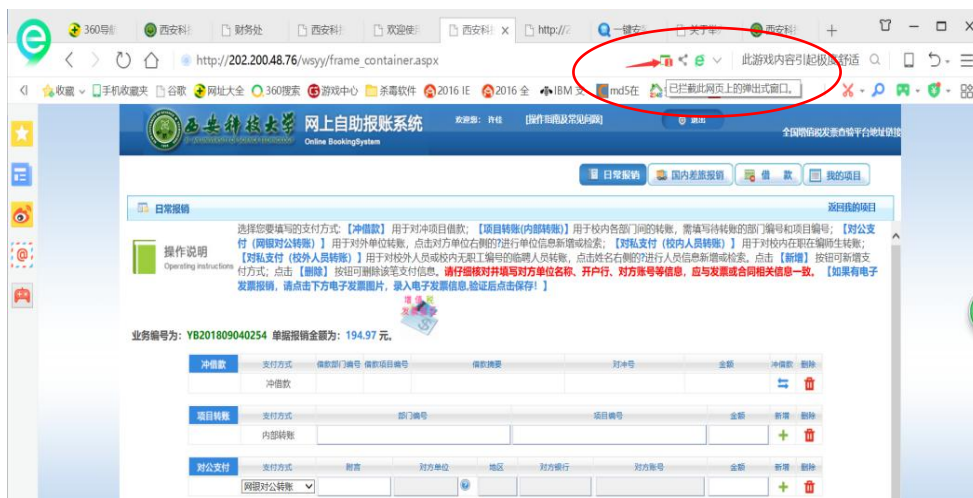 360导航 西安科 财务处 西安科 欢迎使 西安科 × http:// 一键安 关于举 西安科 +
http://202.200.48.76/wsyy/frame_container.aspx 此游戏内容引起极度舒适
收藏 手机收藏夹 谷歌 网址大全 360搜索 游戏中心 杀毒软件 2016 IE 2016 全 IBM 支 md5在 已拦截此网页上的弹出式窗口。
西安科技大学 网上自助报账系统 欢迎您: 许 [操作指南及常见问题] 退出
Online BookingSystem
全国增值税发票查验平台地址链接
日常报销 国内差旅报销 借 款 我的项目
日常报销 返回我的项目
操作说明
Operating instructions
选择您要填写的支付方式: 【冲借款】用于对冲项目借款; 【项目转账(内部转账)】用于校内各部门间的转账, 需填写待转账的部门编号和项目编号; 【对公支
付(网银对公转账)】用于对外单位转账, 点击对方单位右侧的?进行单位信息新增或检索; 【对私支付(校内人员转账)】用于对校内在职在编师生转账;
【对私支付(校外人员转账)】用于对校外人员或校内无职工编号的临聘人员转账, 点击姓名右侧的?进行人员信息新增或检索。点击【新增】按钮可新增支
付方式; 点击【删除】按钮可删除该笔支付信息。请仔细核对并填写对方单位名称、开户行、对方账号等信息, 应与发票或合同相关信息一致。【如果有电子
发票报销, 请点击下方电子发票图片, 录入电子发票信息,验证后点击保存! 】
增值税
业务编号为: YB201809040254 单据报销金额为: 194.97 元。
冲借款 支付方式 借款部门编号 借款项目编号 借款摘要 对冲号 金额 冲借款 删除
冲借款
项目转账 支付方式 部门编号 项目编号 金额 新增 删除
内部转账
对公支付 支付方式 附言 对方单位 地区 对方银行 对方账号 金额 新增 删除
网银对公转账